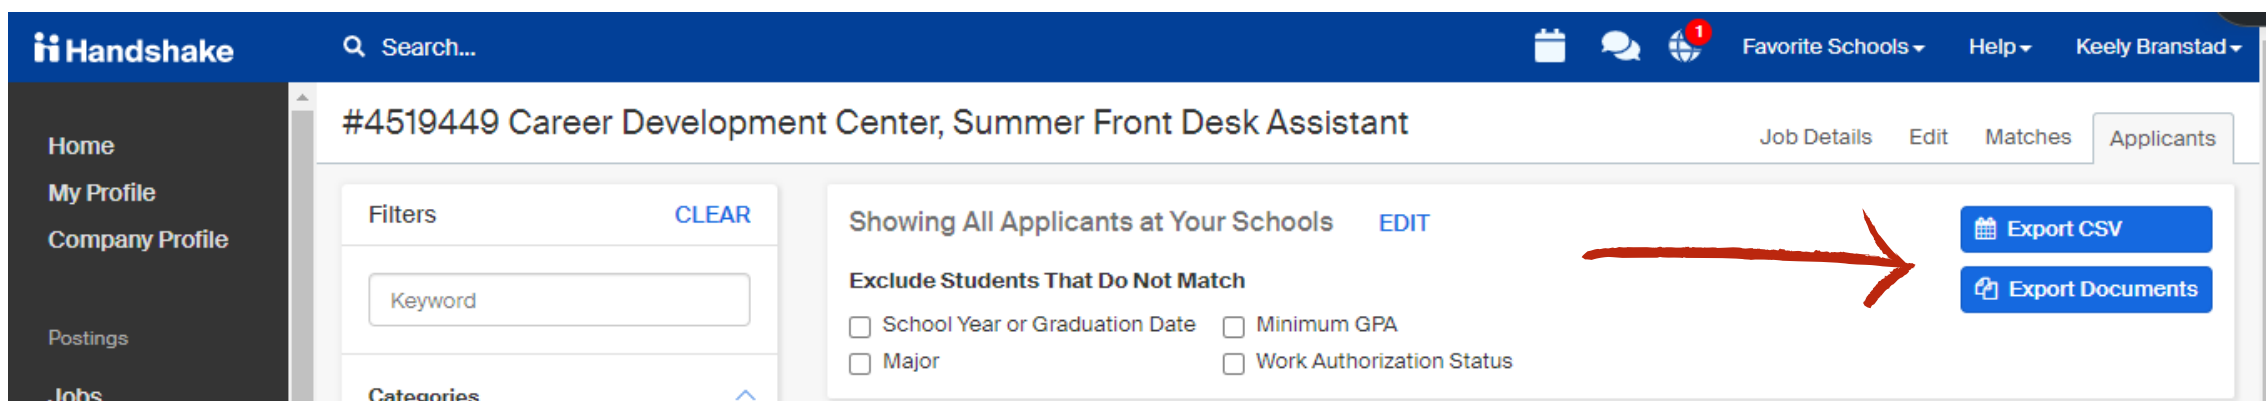 Handshake
Search...
1
Favorite Schools
Help
Keely Branstad
Home
My Profile
Company Profile
Postings
Jobs
#4519449 Career Development Center, Summer Front Desk Assistant
Job Details
Edit
Matches
Applicants
Filters
CLEAR
Keyword
Categories
Showing All Applicants at Your Schools
EDIT
Exclude Students That Do Not Match
School Year or Graduation Date
Minimum GPA
Major
Work Authorization Status
Export CSV
Export Documents